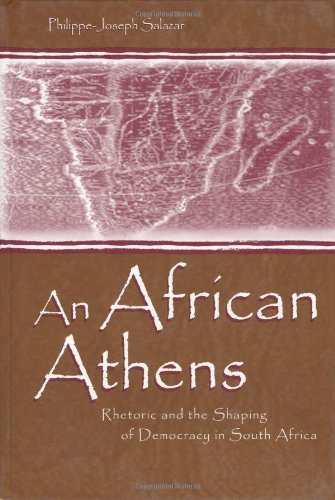 Philippe-Joseph Salazar
An African
Athens
Rhetoric and the Shaping
of Democracy in South Africa